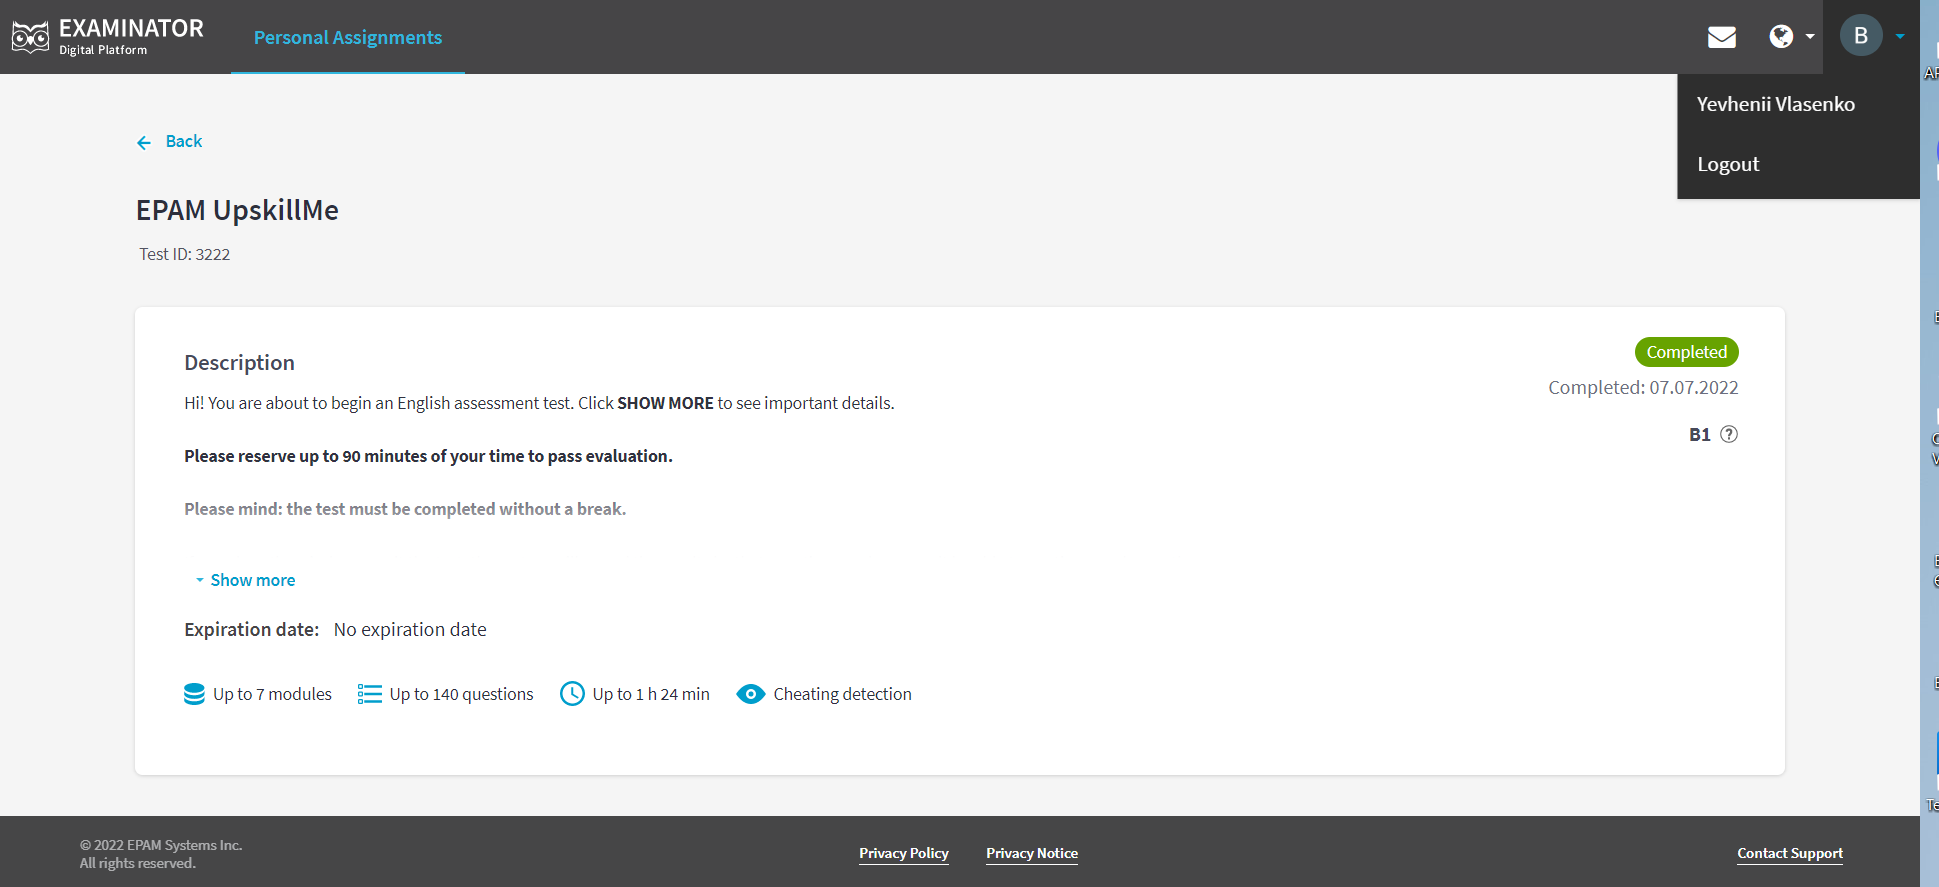 EXAMINATOR
Digital Platform
Personal Assignments
B
Yevhenii Vlasenko
Logout
Back
EPAM UpskillMe
Test ID: 3222
Description
Completed
Hi! You are about to begin an English assessment test. Click SHOW MORE to see important details.
Completed: 07.07.2022
B1
Please reserve up to 90 minutes of your time to pass evaluation.
Please mind: the test must be completed without a break.
Show more
Expiration date: No expiration date
Up to 7 modules Up to 140 questions Up to 1 h 24 min Cheating detection
© 2022 EPAM Systems Inc.
All rights reserved.
Privacy Policy Privacy Notice Contact Support